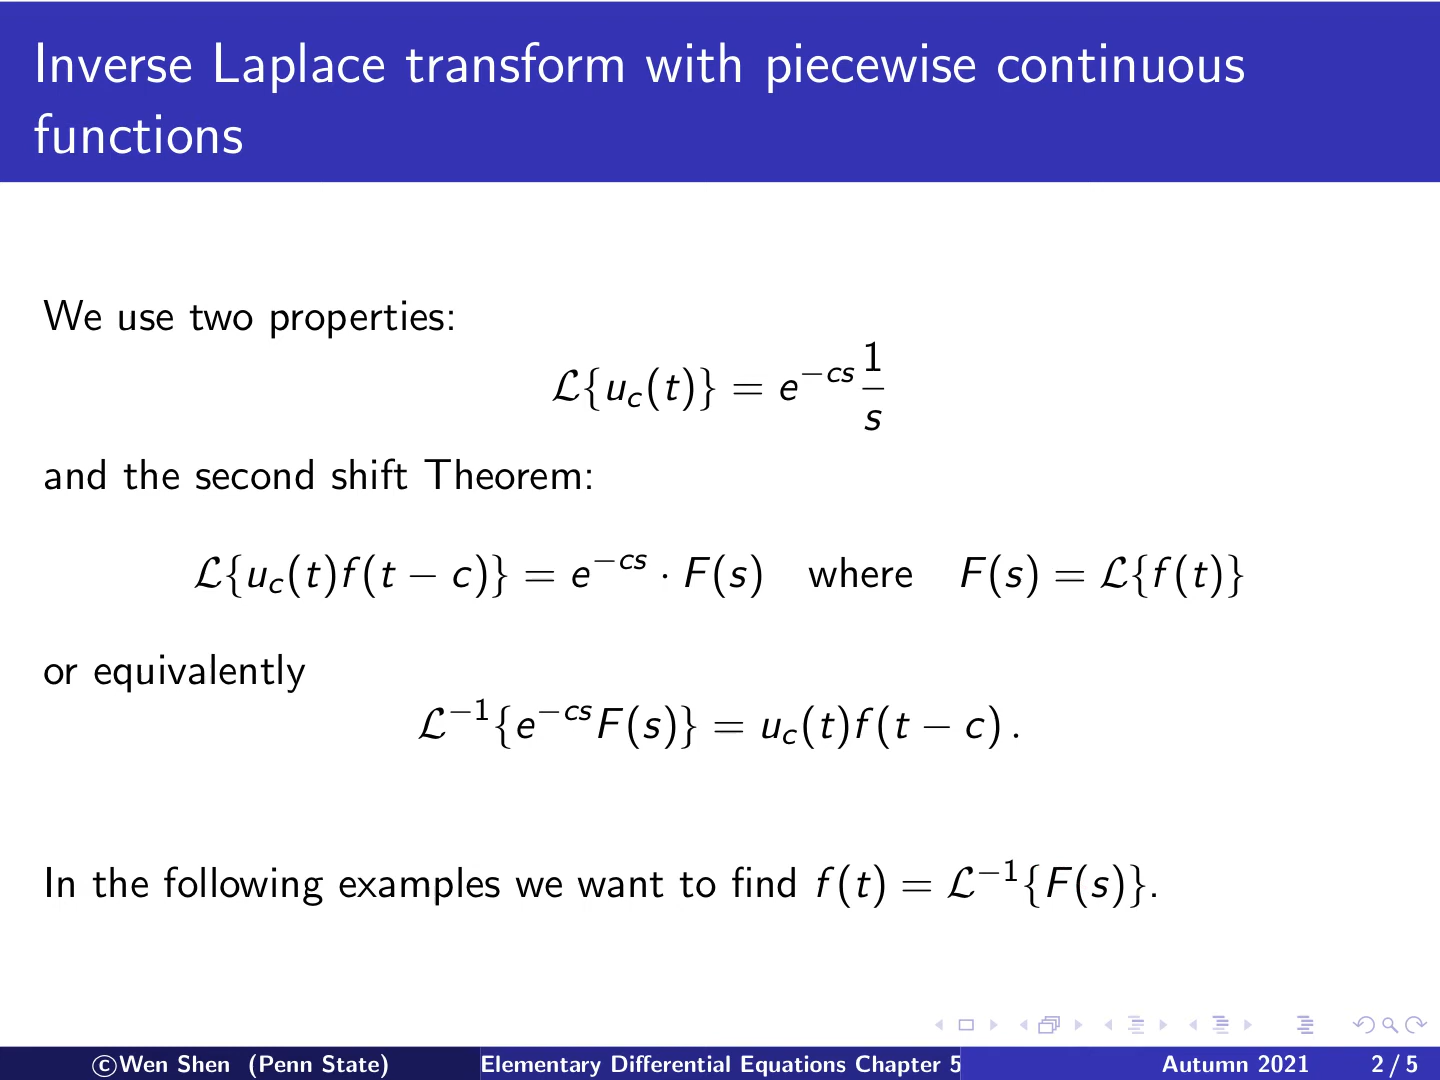 Inverse Laplace transform with piecewise continuous
functions
We use two properties:
ℒ{u_c(t)} = e^{−cs} \frac{1}{s}
and the second shift Theorem:
ℒ{u_c(t)f(t − c)} = e^{−cs} · F(s) where F(s) = ℒ{f(t)}
or equivalently
ℒ^{−1}{e^{−cs}F(s)} = u_c(t)f(t − c) .
In the following examples we want to find f(t) = ℒ^{−1}{F(s)}.
©Wen Shen (Penn State) Elementary Differential Equations Chapter 5 Autumn 2021 2 / 5